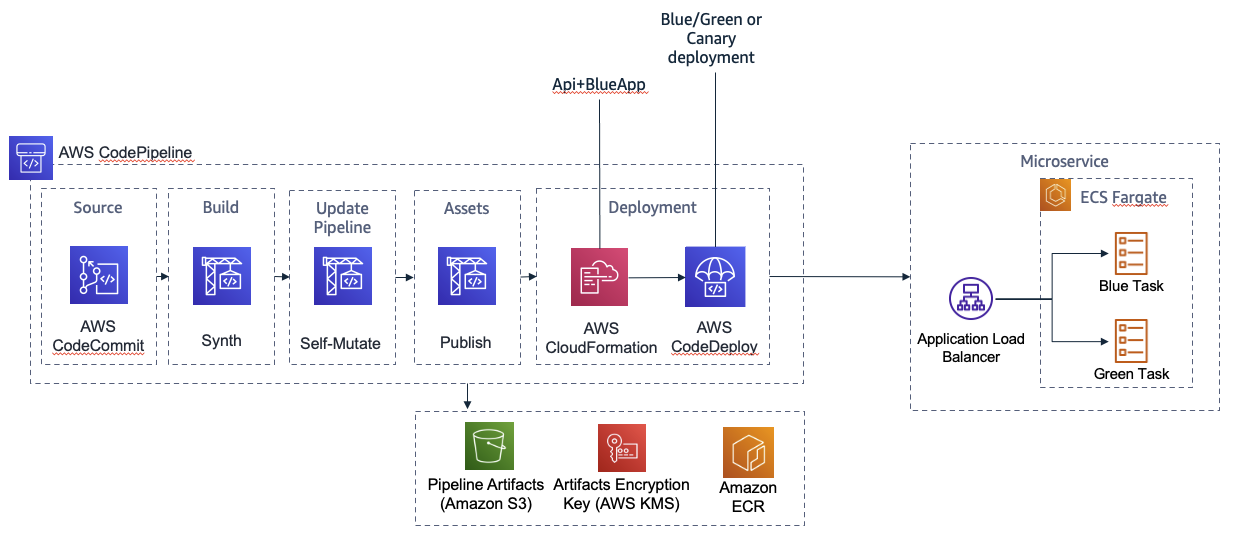 Blue/Green or
Canary
deployment
Api+BlueApp
AWS CodePipeline
Source
AWS
CodeCommit
Build
Synth
Update
Pipeline
Self-Mutate
Assets
Publish
Deployment
AWS
CloudFormation
AWS
CodeDeploy
Microservice
ECS Fargate
Blue Task
Application Load
Balancer
Green Task
Pipeline Artifacts
(Amazon S3)
Artifacts Encryption
Key (AWS KMS)
Amazon
ECR